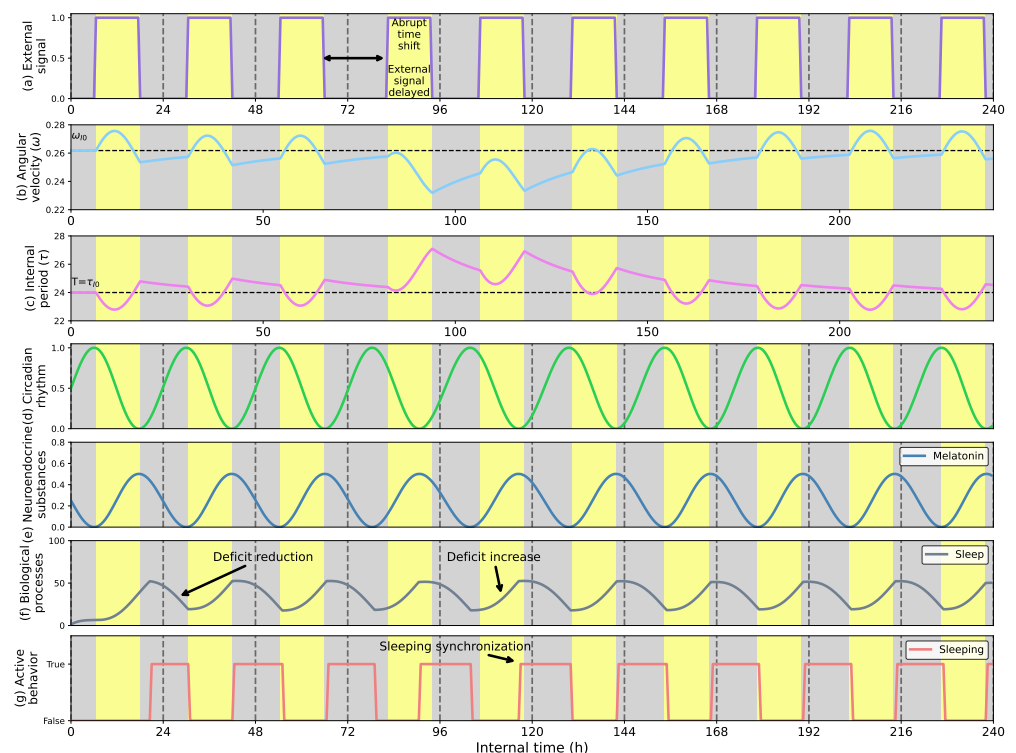 (a) External
signal
1.0
0.5
0.0
Abrupt
time
shift
External
signal
delayed
24
48
72
96
120
144
168
192
216
240
(b) Angular
velocity (ω)
0.28
0.26
0.24
0.22
ω_I0
0
50
100
150
200
(c) Internal
period (τ)
28
26
24
22
T=τ_I0
0
50
100
150
200
(d) Circadian
rhythm
1.0
0.5
0.0
(e) Neuroendocrine
substances
0.8
0.6
0.4
0.2
0.0
Melatonin
(f) Biological
processes
100
50
0
Deficit reduction
Deficit increase
Sleep
(g) Active
behavior
True
False
Sleeping synchronization
Sleeping
0
24
48
72
96
120
144
168
192
216
240
Internal time (h)